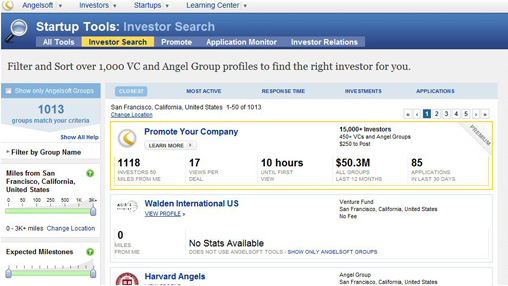 Angelsoft Investors Startups Learning Center
Startup Tools: Investor Search
All Tools Investor Search Promote Application Monitor Investor Relations
Filter and Sort over 1,000 VC and Angel Group profiles to find the right investor for you.
Show only Angelsoft Groups
1013
groups match your criteria
Show All Help
Filter by Group Name
Miles from San Francisco, California, United States
0 - 3K+ miles Change Location
Expected Milestones
CLOSEST MOST ACTIVE RESPONSE TIME INVESTMENTS APPLICATIONS
San Francisco, California, United States 1-50 of 1013
Change Location
« ‹ 1 2 3 4 5 › »
Promote Your Company
LEARN MORE
15,000+ Investors
450+ VCs and Angel Groups
$250 to Post
PREMIUM
1118 17 10 hours $50.3M 85
INVESTORS 50 VIEWS PER UNTIL FIRST ALL GROUPS APPLICATIONS
MILES FROM ME DEAL VIEW LAST 12 MONTHS IN LAST 30 DAYS
Walden International US
VIEW PROFILE
Venture Fund
San Francisco, California, United States
No Fee
0
MILES
FROM ME
No Stats Available
DOES NOT USE ANGELSOFT TOOLS - SHOW ONLY ANGELSOFT GROUPS
Harvard Angels
Angel Group
San Francisco, California, United States